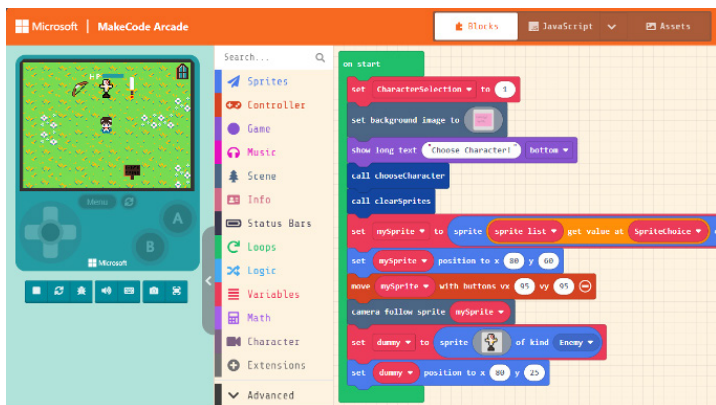 Microsoft MakeCode Arcade
Blocks JavaScript Assets
HP
Menu
A
B
Microsoft
Search...
Sprites
Controller
Game
Music
Scene
Info
Status Bars
Loops
Logic
Variables
Math
Character
Extensions
Advanced
on start
set CharacterSelection to 1
set background image to
show long text "Choose Character!" bottom
call chooseCharacter
call clearSprites
set mySprite to sprite sprite list get value at SpriteChoice
set mySprite position to x 80 y 60
move mySprite with buttons vx 95 vy 95
camera follow sprite mySprite
set dummy to sprite of kind Enemy
set dummy position to x 80 y 25